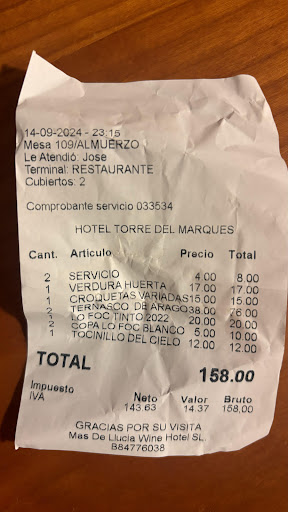 14-09-2024 - 23:15
Mesa 109/ALMUERZO
Le Atendió: Jose
Terminal: RESTAURANTE
Cubiertos: 2
Comprobante servicio 033534
HOTEL TORRE DEL MARQUES
Cant. Articulo Precio Total
2 SERVICIO 4.00 8.00
1 VERDURA HUERTA 17.00 17.00
1 CROQUETAS VARIADAS 15.00 15.00
2 TERNASCO DE ARAGO 38.00 76.00
1 LO FOC TINTO 2022 20.00 20.00
2 COPA LO FOC BLANCO 5.00 10.00
1 TOCINILLO DEL CIELO 12.00 12.00
TOTAL 158.00
Impuesto Neto Valor Bruto
IVA 143.63 14.37 158,00
GRACIAS POR SU VISITA
Mas De Llucia Wine Hotel SL.
B84776038